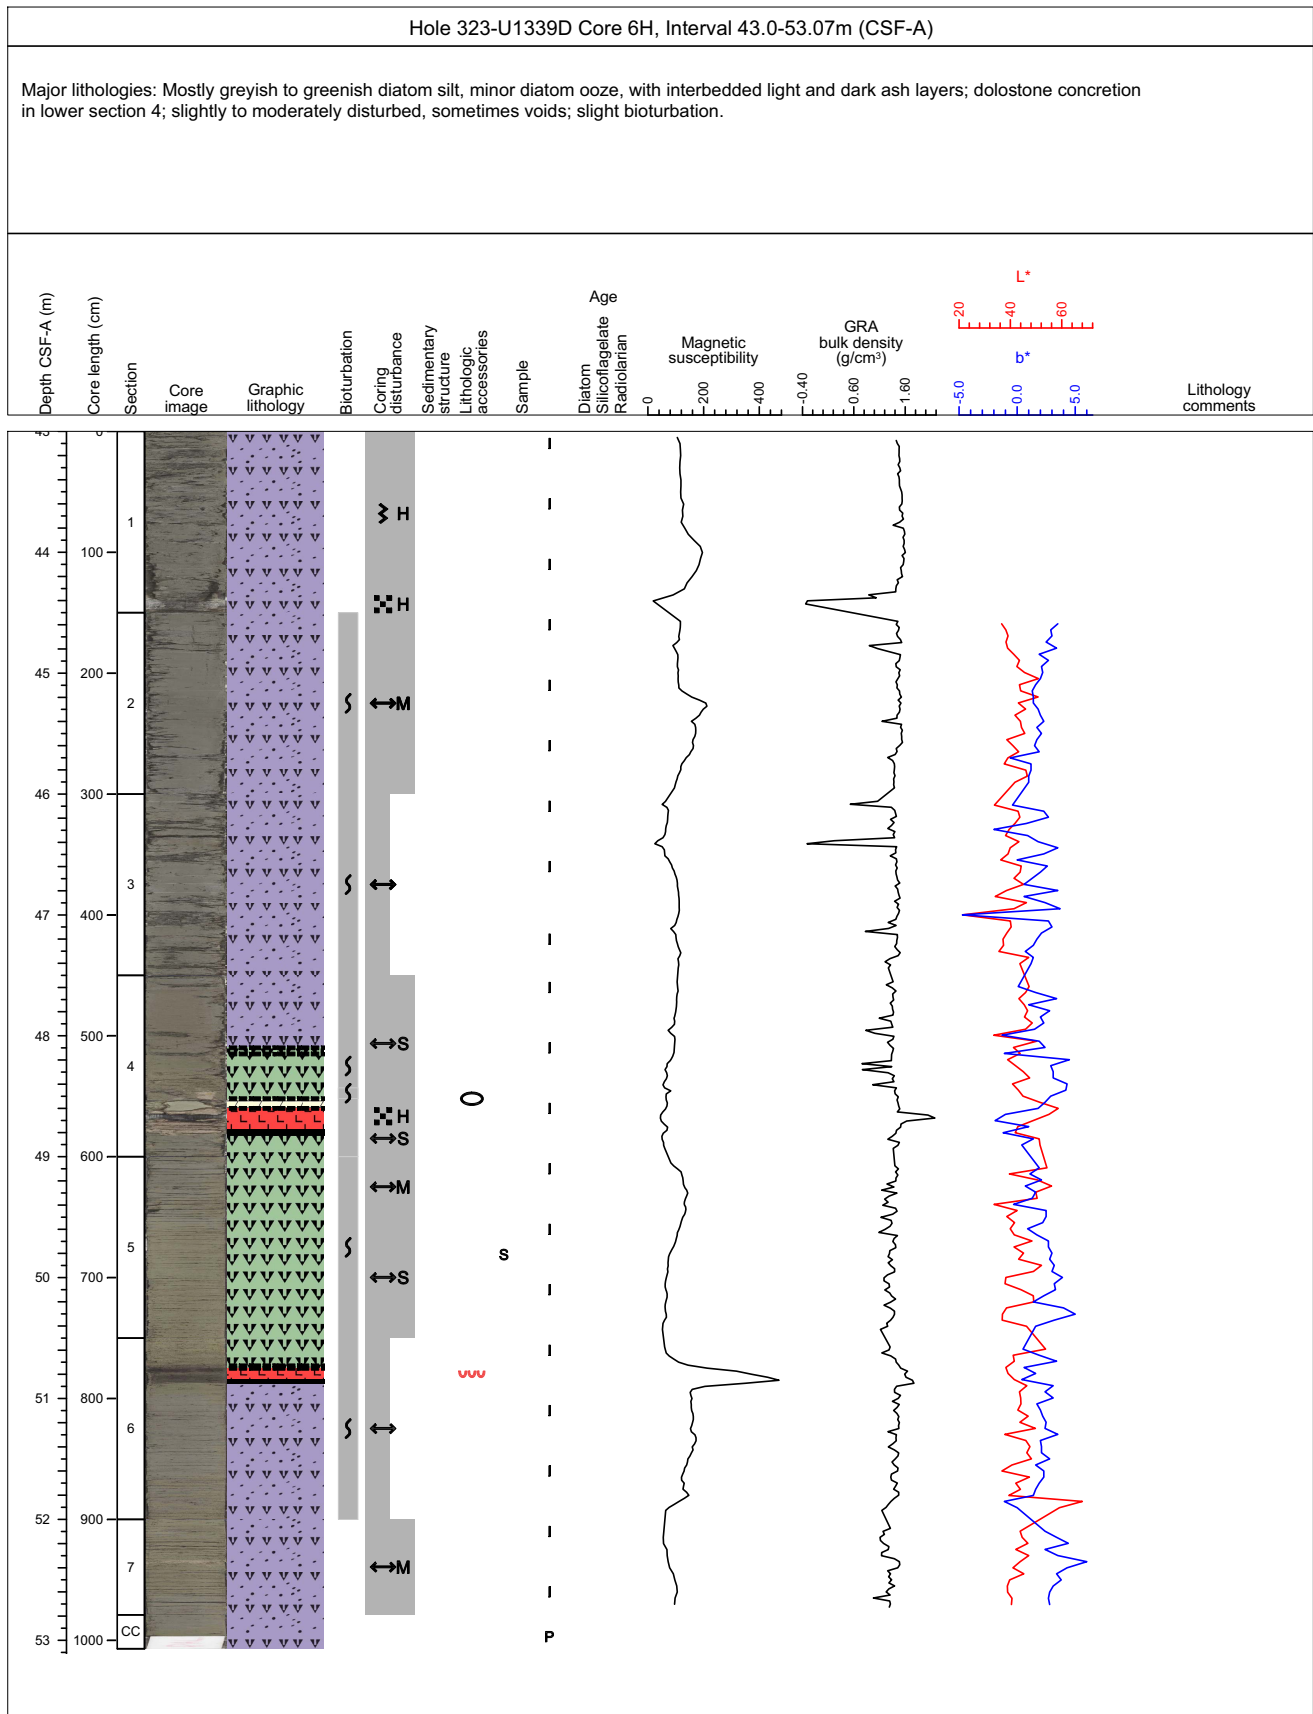 Hole 323-U1339D Core 6H, Interval 43.0-53.07m (CSF-A)
Major lithologies: Mostly greyish to greenish diatom silt, minor diatom ooze, with interbedded light and dark ash layers; dolostone concretion
in lower section 4; slightly to moderately disturbed, sometimes voids; slight bioturbation.
Depth CSF-A (m)
Core length (cm)
Section
Core
image
Graphic
lithology
Bioturbation
Coring
disturbance
Sedimentary
structure
Lithologic
accessories
Sample
Age
Diatom
Silicoflagelate
Radiolarian
Magnetic
susceptibility
0 200 400
GRA
bulk density
(g/cm³)
-0.40 0.60 1.60
L*
20 40 60
b*
-5.0 0.0 5.0
Lithology
comments
43 0
1
H
44 100
H
45 200
2
M
46 300
3
47 400
48 500
S
4
H
S
49 600
M
5
S
50 700
S
51 800
6
52 900
7
M
CC
53 1000
P